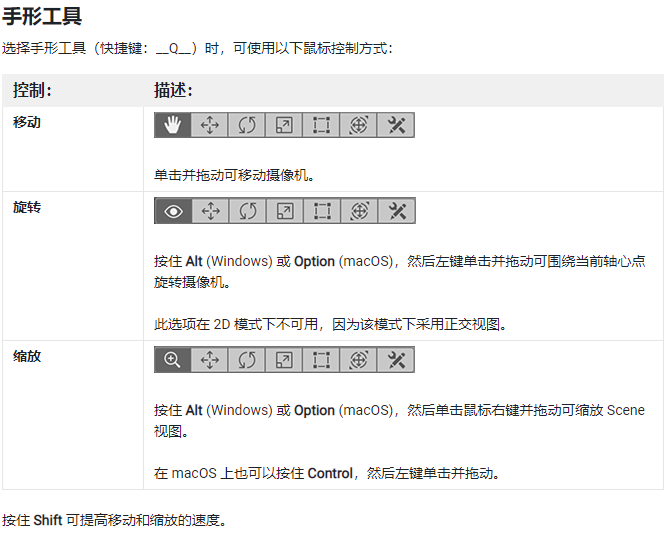 手形工具
选择手形工具（快捷键：__Q__）时，可使用以下鼠标控制方式：
控制： 描述：
移动
单击并拖动可移动摄像机。
旋转
按住 Alt (Windows) 或 Option (macOS)，然后左键单击并拖动可围绕当前轴心点
旋转摄像机。
此选项在 2D 模式下不可用，因为该模式下采用正交视图。
缩放
按住 Alt (Windows) 或 Option (macOS)，然后单击鼠标右键并拖动可缩放 Scene
视图。
在 macOS 上也可以按住 Control，然后左键单击并拖动。
按住 Shift 可提高移动和缩放的速度。